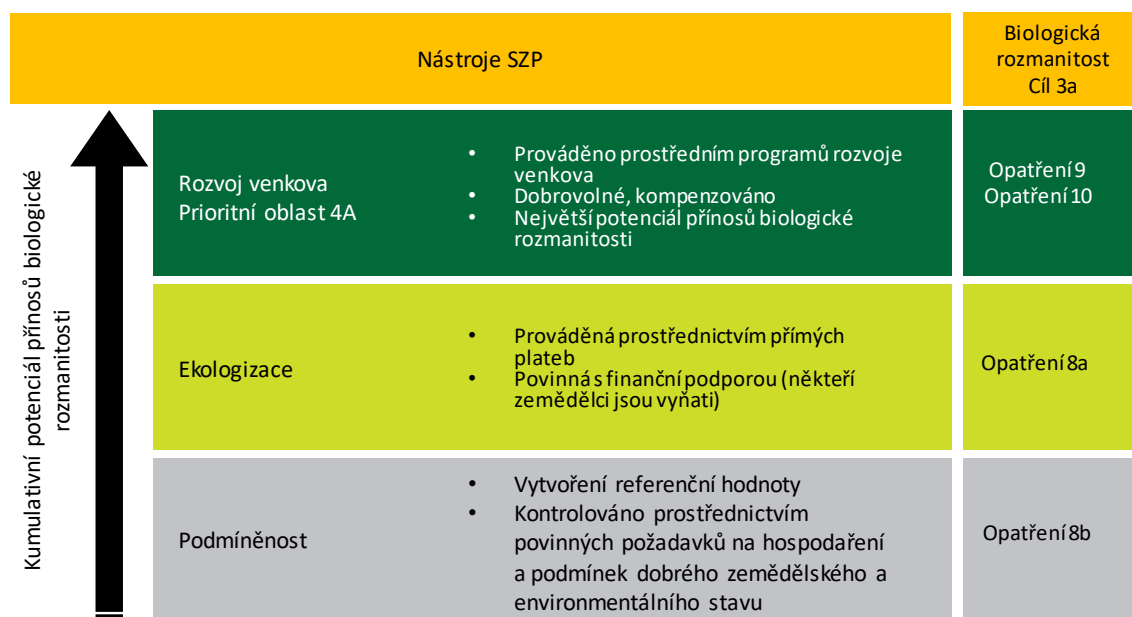 Nástroje SZP
Biologická
rozmanitost
Cíl 3a
Kumulativní potenciál přínosů biologické
rozmanitosti
Rozvoj venkova
Prioritní oblast 4A
• Prováděno prostředním programů rozvoje
venkova
• Dobrovolné, kompenzováno
• Největší potenciál přínosů biologické
rozmanitosti
Opatření 9
Opatření 10
Ekologizace
• Prováděná prostřednictvím přímých
plateb
• Povinná s finanční podporou (někteří
zemědělci jsou vyňati)
Opatření 8a
Podmíněnost
• Vytvoření referenční hodnoty
• Kontrolováno prostřednictvím
povinných požadavků na hospodaření
a podmínek dobrého zemědělského a
environmentálního stavu
Opatření 8b